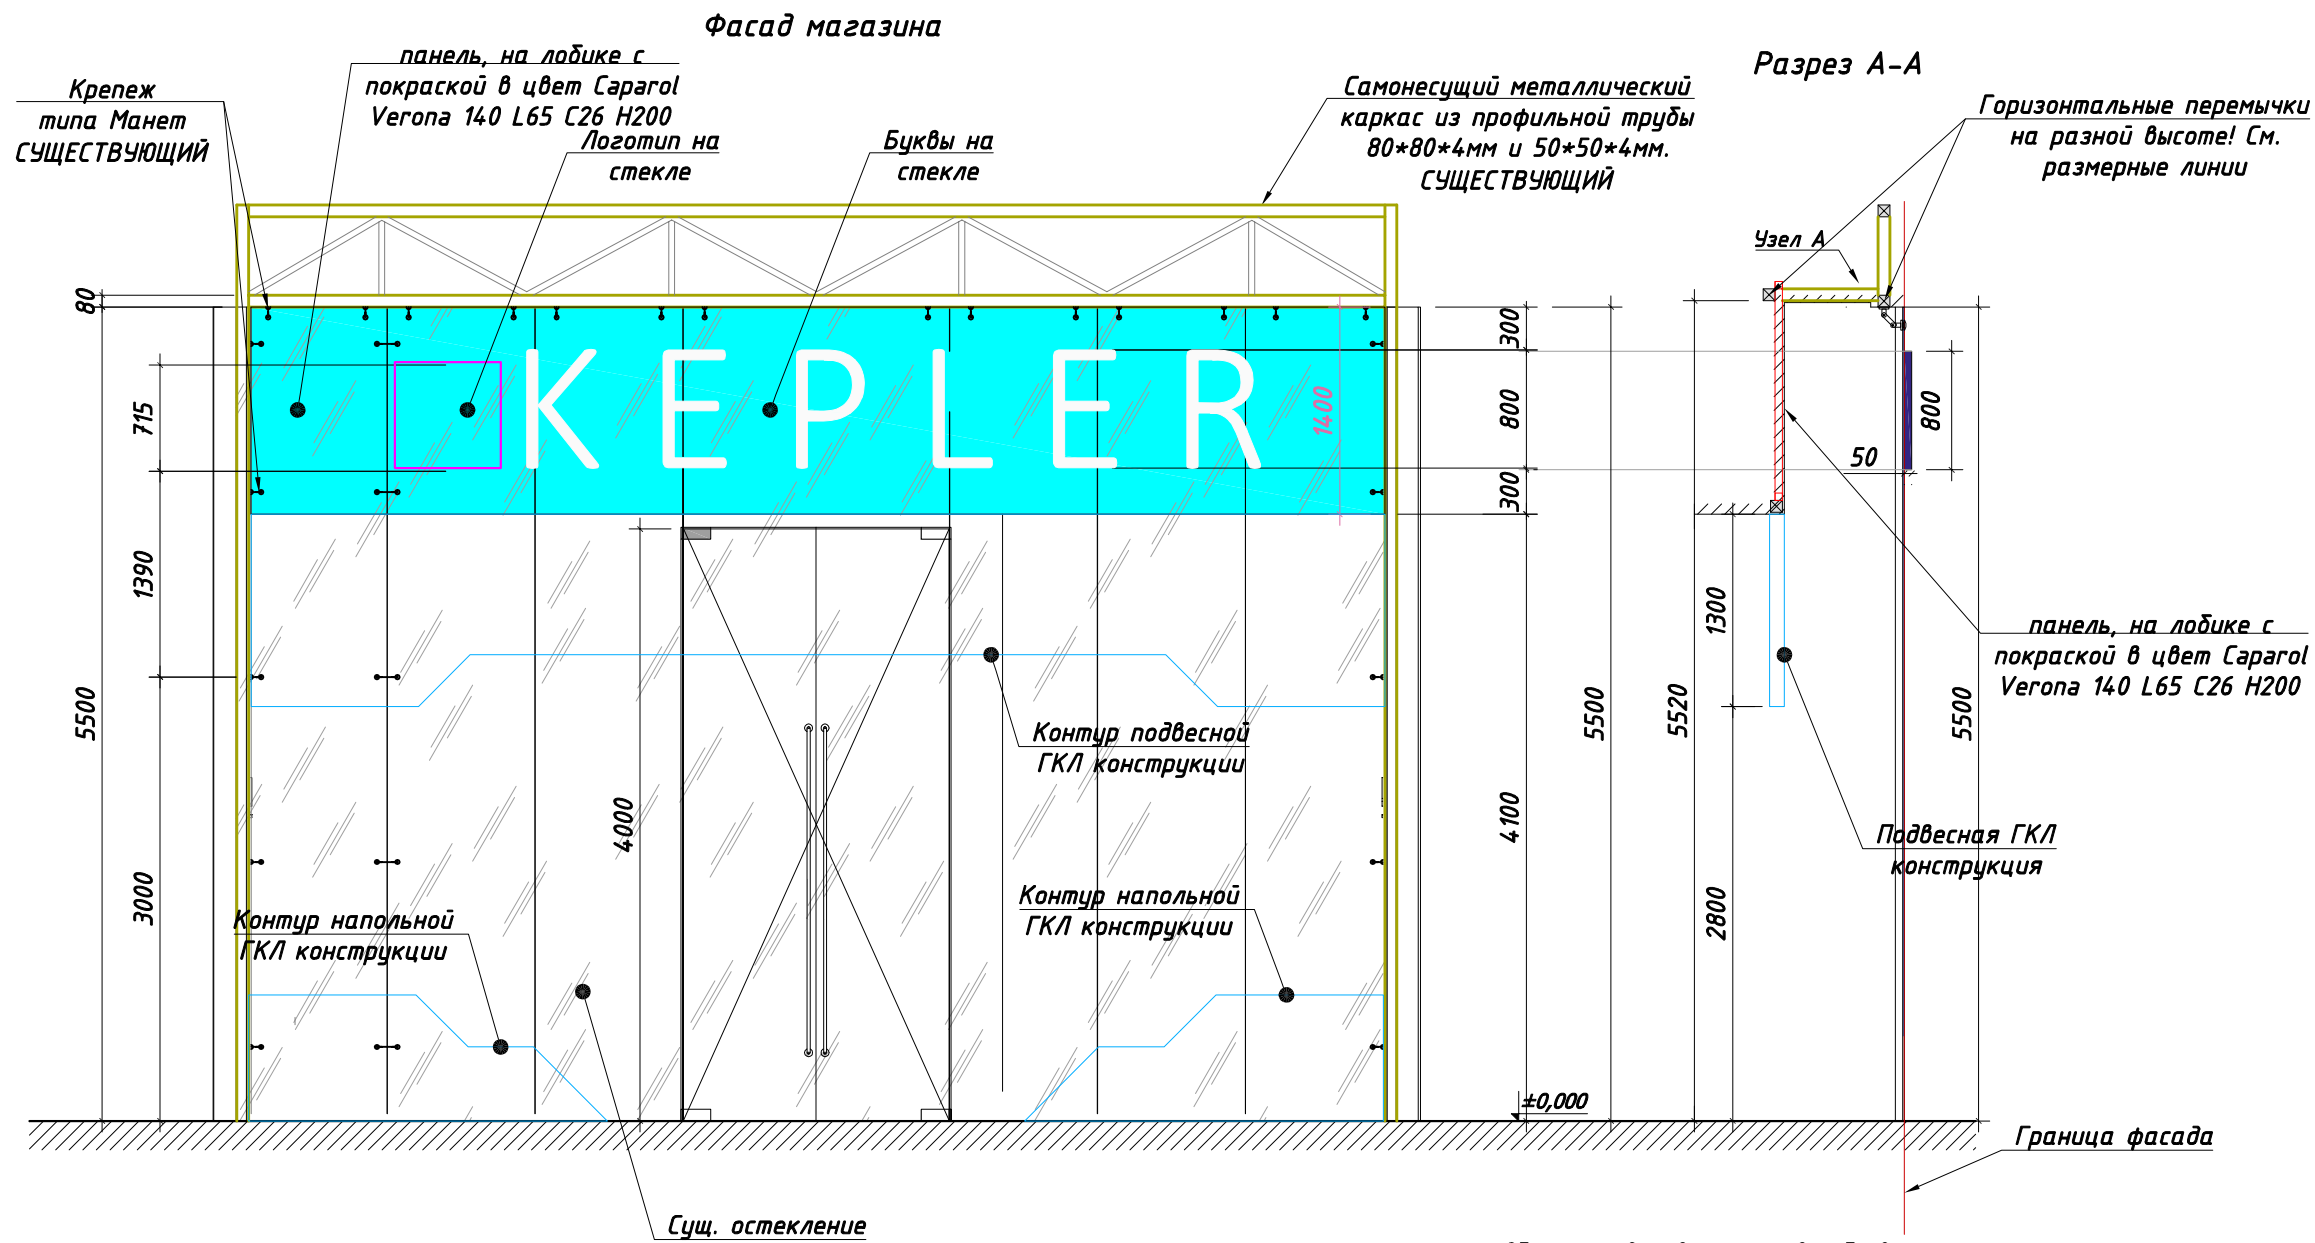 Фасад магазина
панель, на лобике с
покраской в цвет Caparol
Verona 140 L65 C26 H200
Крепеж
типа Манет
СУЩЕСТВУЮЩИЙ
Логотип на
стекле
Буквы на
стекле
Самонесущий металлический
каркас из профильной трубы
80*80*4мм и 50*50*4мм.
СУЩЕСТВУЮЩИЙ
Разрез А-А
Горизонтальные перемычки
на разной высоте! См.
размерные линии
Узел А
80
715
1390
5500
3000
KEPLER
1400
300
800
300
4000
4100
5500
5520
1300
2800
50
800
5500
панель, на лобике с
покраской в цвет Caparol
Verona 140 L65 C26 H200
Контур подвесной
ГКЛ конструкции
Подвесная ГКЛ
конструкция
Контур напольной
ГКЛ конструкции
Контур напольной
ГКЛ конструкции
±0,000
Граница фасада
Сущ. остекление